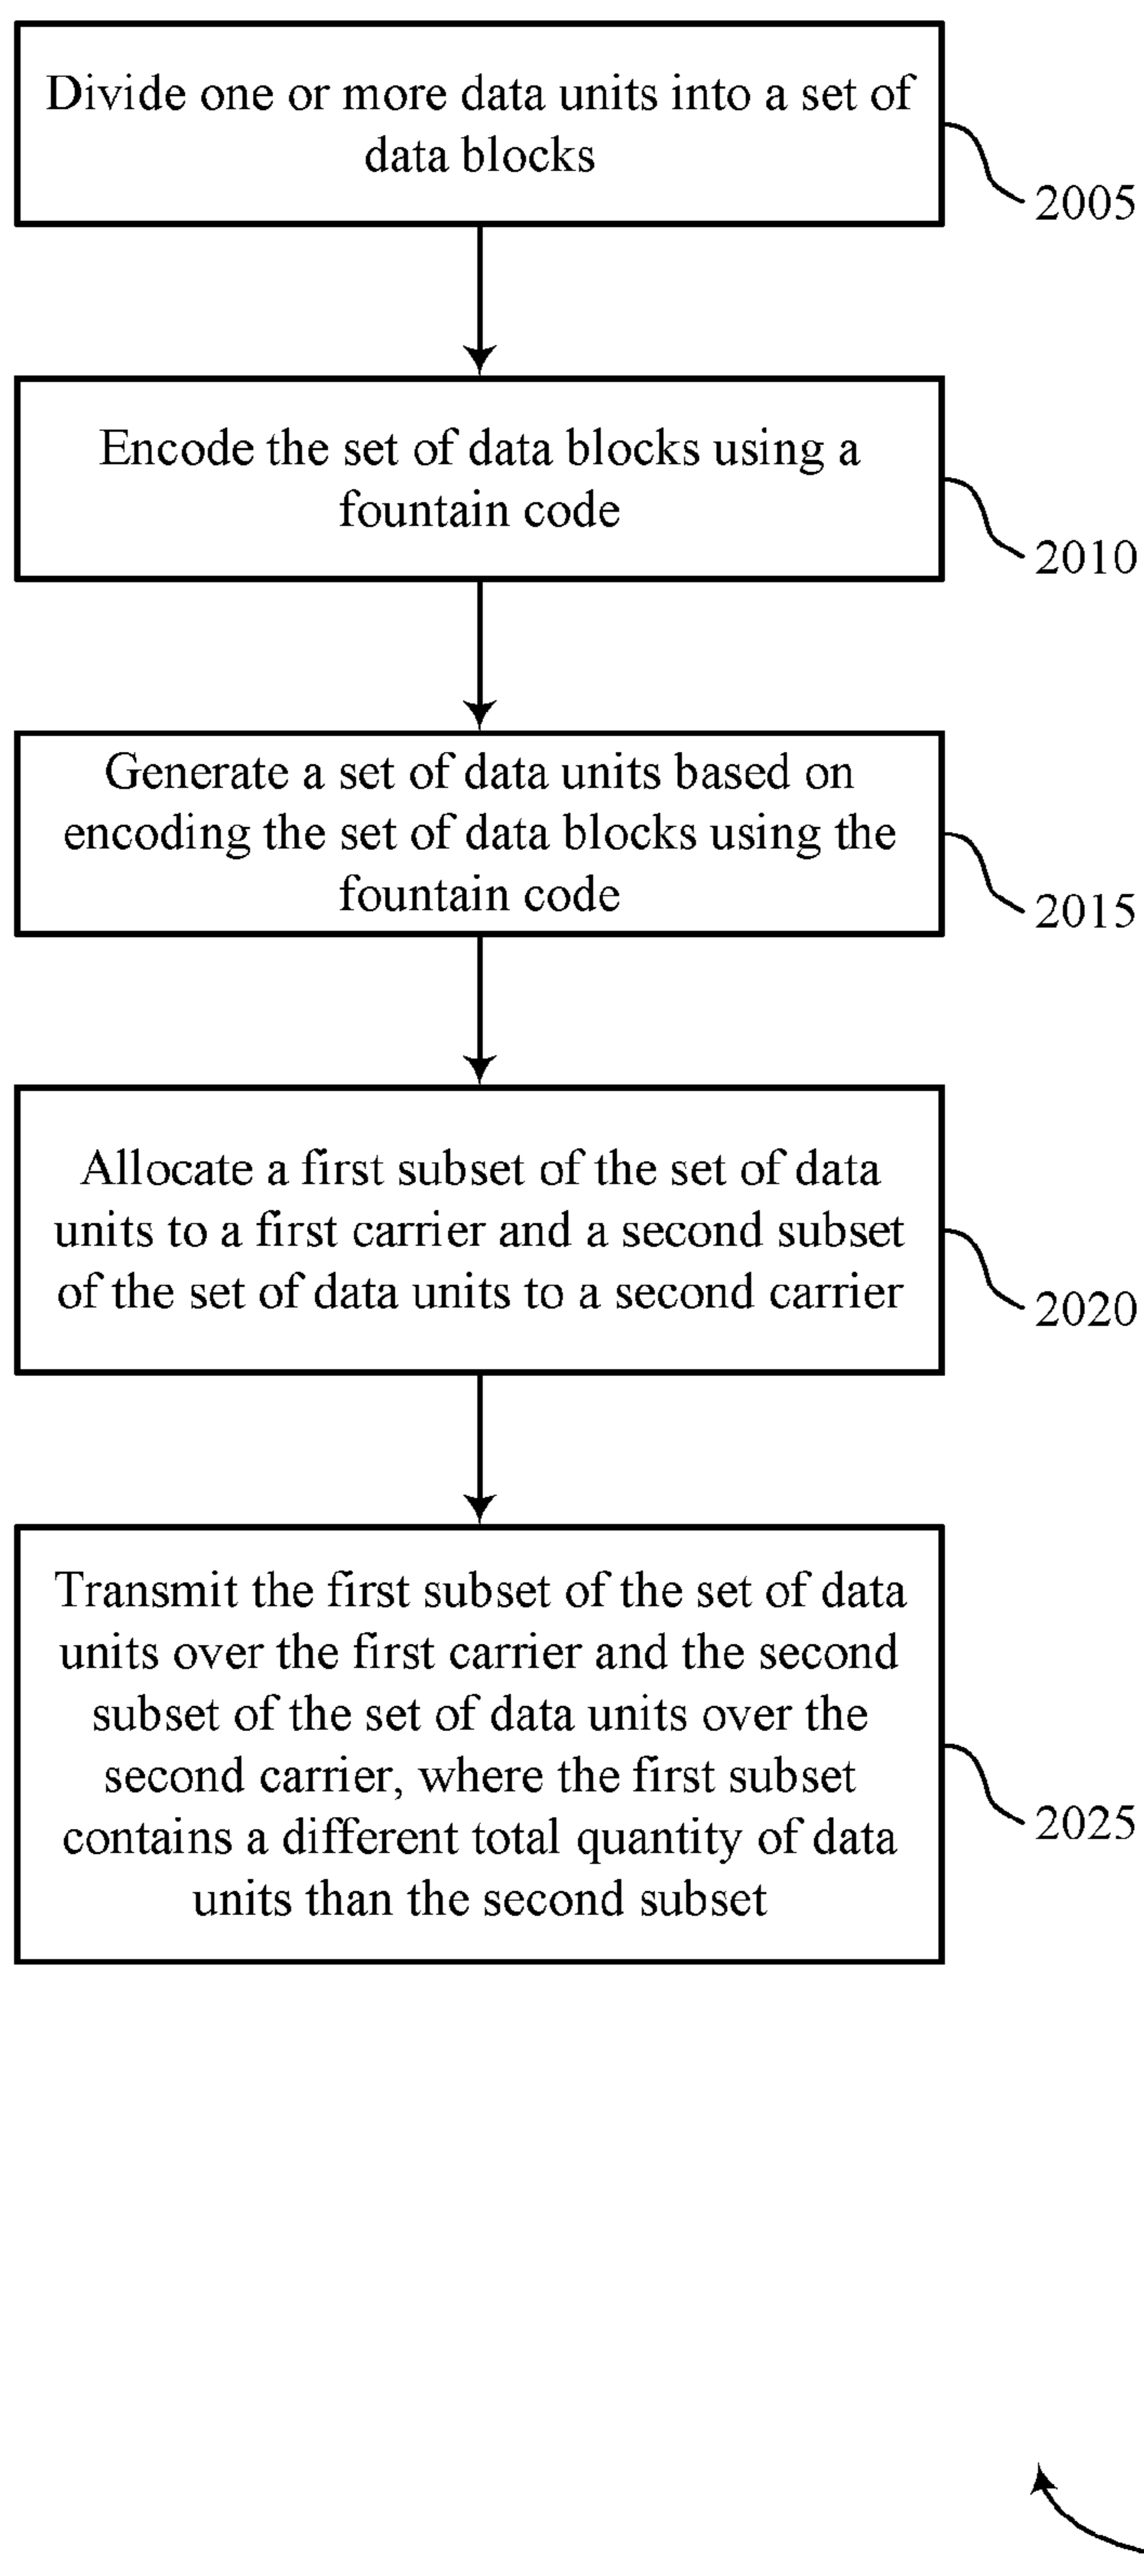 Divide one or more data units into a set of
data blocks
2005
Encode the set of data blocks using a
fountain code
2010
Generate a set of data units based on
encoding the set of data blocks using the
fountain code
2015
Allocate a first subset of the set of data
units to a first carrier and a second subset
of the set of data units to a second carrier
2020
Transmit the first subset of the set of data
units over the first carrier and the second
subset of the set of data units over the
second carrier, where the first subset
contains a different total quantity of data
units than the second subset
2025